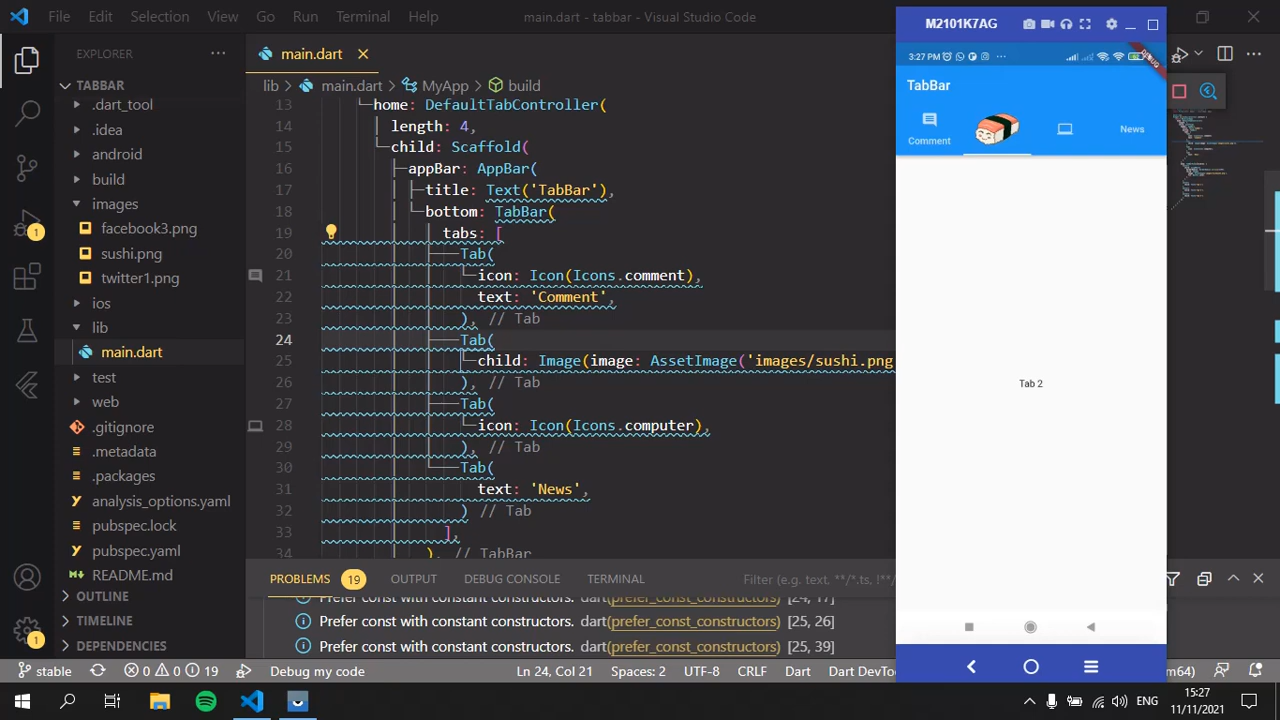 File Edit Selection View Go Run Terminal Help main.dart - tabbar - Visual Studio Code
EXPLORER
TABBAR
.dart_tool
.idea
android
build
images
facebook3.png
sushi.png
twitter1.png
ios
lib
main.dart
test
web
.gitignore
.metadata
.packages
analysis_options.yaml
pubspec.lock
pubspec.yaml
README.md
OUTLINE
TIMELINE
DEPENDENCIES
1
1
main.dart
lib main.dart MyApp build
13 home: DefaultTabController(
14 length: 4,
15 child: Scaffold(
16 appBar: AppBar(
17 title: Text('TabBar'),
18 bottom: TabBar(
19 tabs: [
20 Tab(
21 icon: Icon(Icons.comment),
22 text: 'Comment',
23 ), // Tab
24 Tab(
25 child: Image(image: AssetImage('images/sushi.png
26 ), // Tab
27 Tab(
28 icon: Icon(Icons.computer),
29 ), // Tab
30 Tab(
31 text: 'News',
32 ) // Tab
33 ],
34 ), // TabBar
PROBLEMS 19 OUTPUT DEBUG CONSOLE TERMINAL Filter (e.g. text, **/*.ts, !**
Prefer const with constant constructors. dart(prefer_const_constructors) [24, 17]
Prefer const with constant constructors. dart(prefer_const_constructors) [25, 26]
Prefer const with constant constructors. dart(prefer_const_constructors) [25, 39]
M2101K7AG
3:27 PM
DEBUG
TabBar
Comment
News
Tab 2
stable 0 0 19 Debug my code Ln 24, Col 21 Spaces: 2 UTF-8 CRLF Dart Dart DevToo m64)
ENG
15:27
11/11/2021